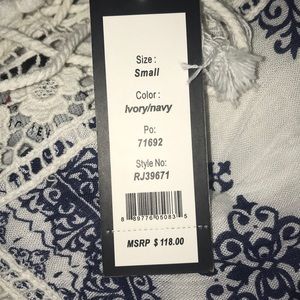 Size :
Small
Color :
Ivory/navy
Po:
71692
Style No:
RJ39671
8 89776 05083 5
MSRP $ 118.00